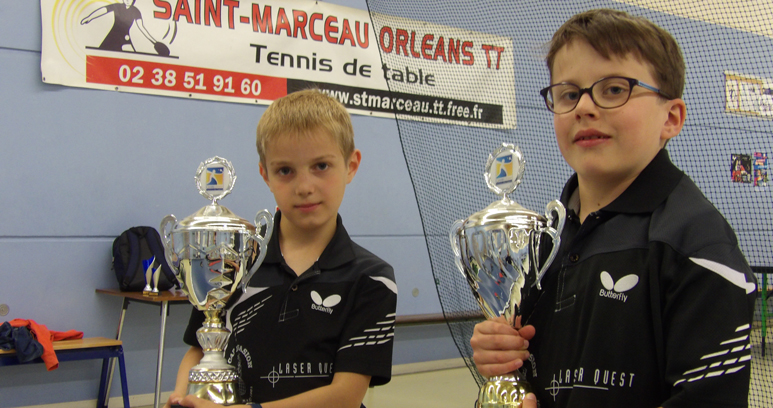 SAINT-MARCEAU ORLEANS TT
Tennis de table
02 38 51 91 60
www.stmarceau.tt.free.fr
Butterfly
LASER QUEST
Butterfly
LASER QUEST